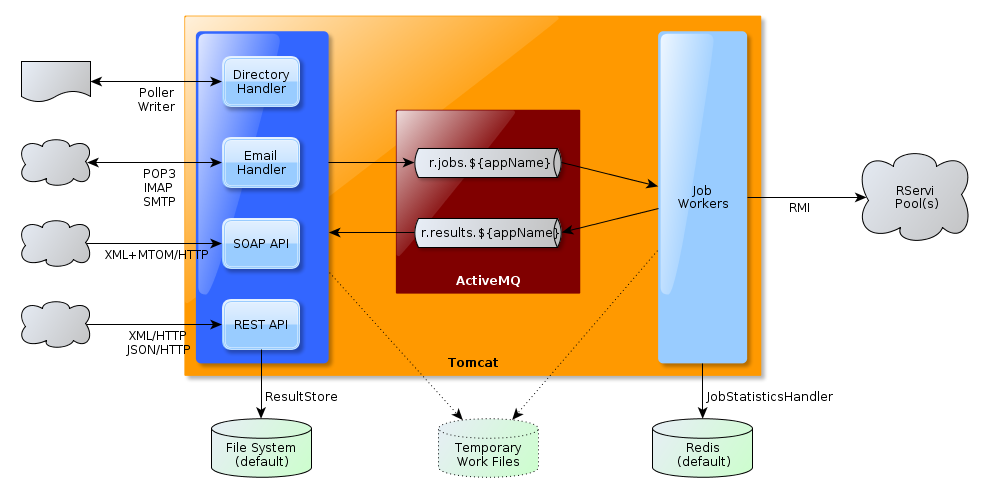 Directory
Handler
Poller
Writer
Email
Handler
POP3
IMAP
SMTP
r.jobs.${appName}
Job
Workers
RServi
Pool(s)
RMI
SOAP API
XML+MTOM/HTTP
r.results.${appName}
ActiveMQ
REST API
XML/HTTP
JSON/HTTP
Tomcat
ResultStore
JobStatisticsHandler
File System
(default)
Temporary
Work Files
Redis
(default)